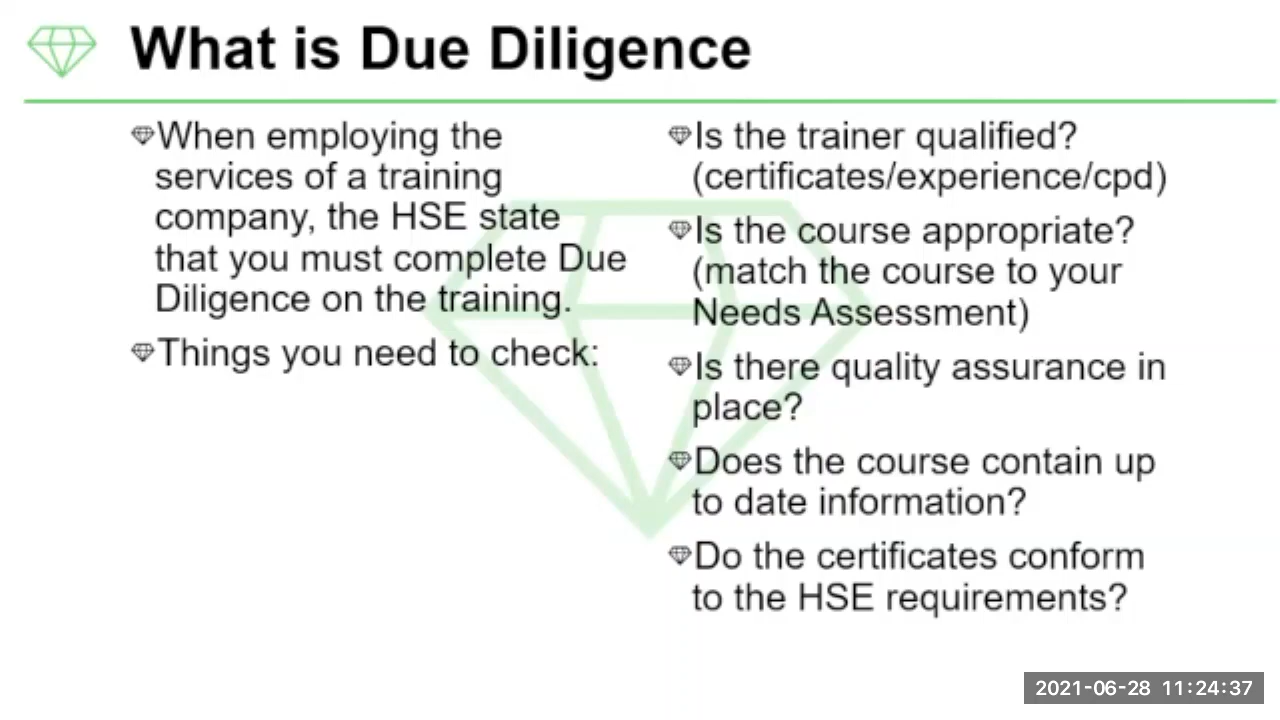 What is Due Diligence
When employing the
services of a training
company, the HSE state
that you must complete Due
Diligence on the training.
Things you need to check:
Is the trainer qualified?
(certificates/experience/cpd)
Is the course appropriate?
(match the course to your
Needs Assessment)
Is there quality assurance in
place?
Does the course contain up
to date information?
Do the certificates conform
to the HSE requirements?
2021-06-28 11:24:37